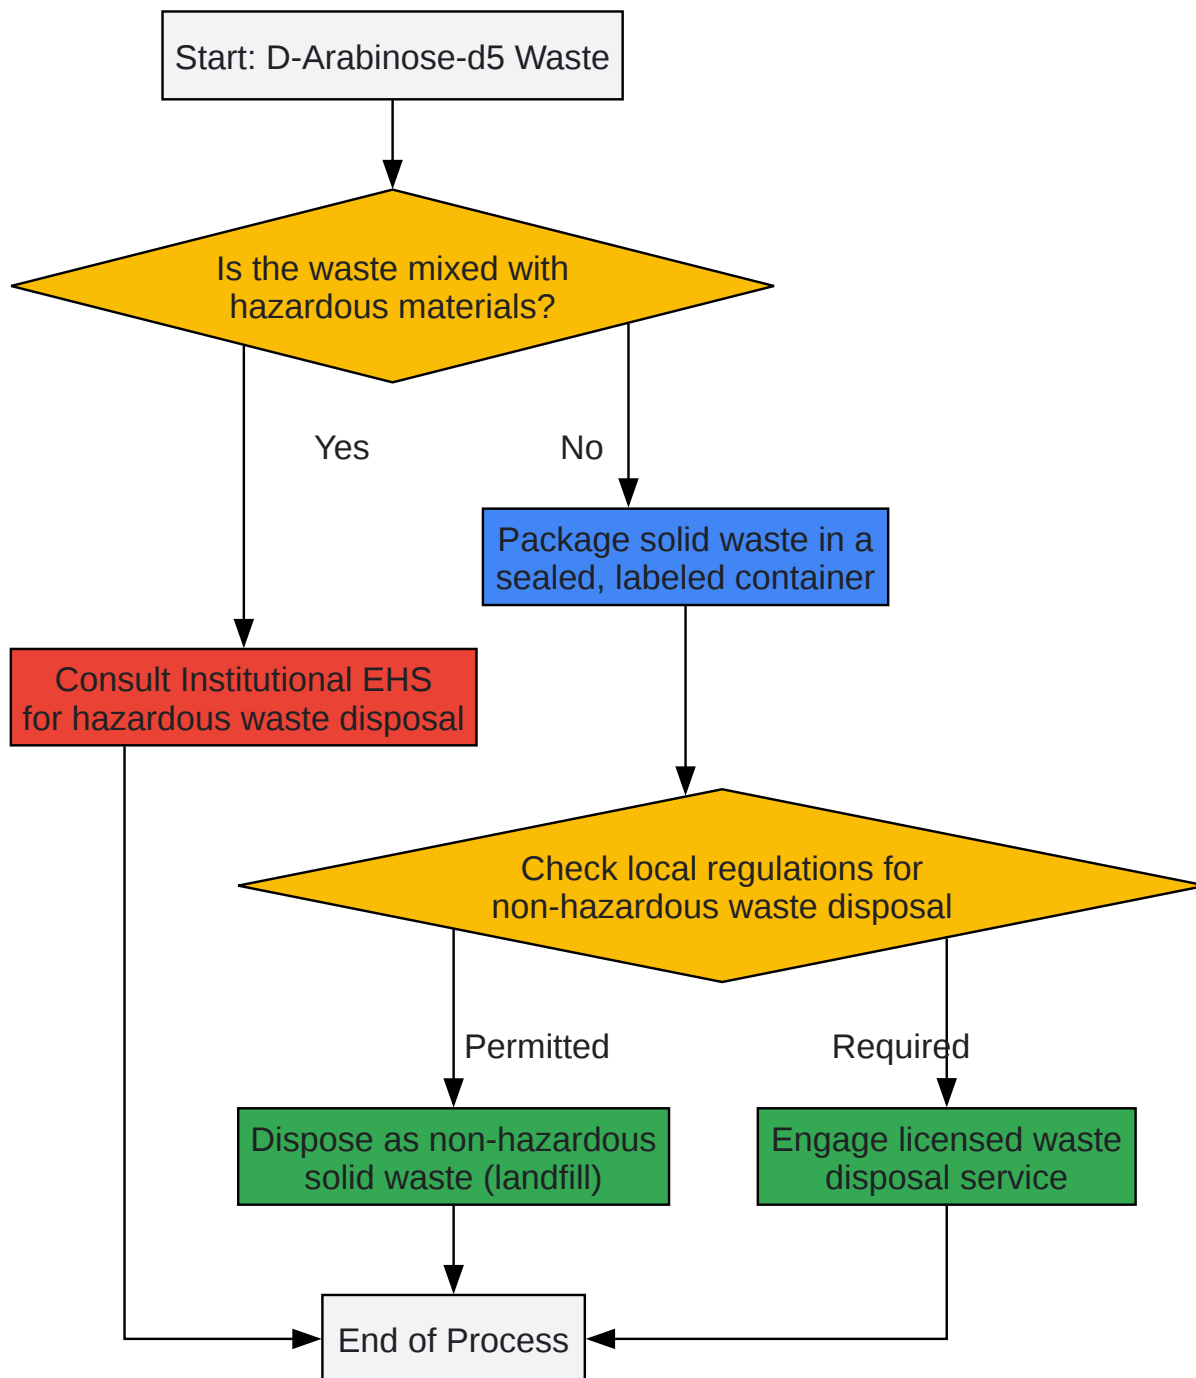 Start: D-Arabinose-d5 Waste
Is the waste mixed with
hazardous materials?
Yes
No
Package solid waste in a
sealed, labeled container
Consult Institutional EHS
for hazardous waste disposal
Check local regulations for
non-hazardous waste disposal
Permitted
Required
Dispose as non-hazardous
solid waste (landfill)
Engage licensed waste
disposal service
End of Process